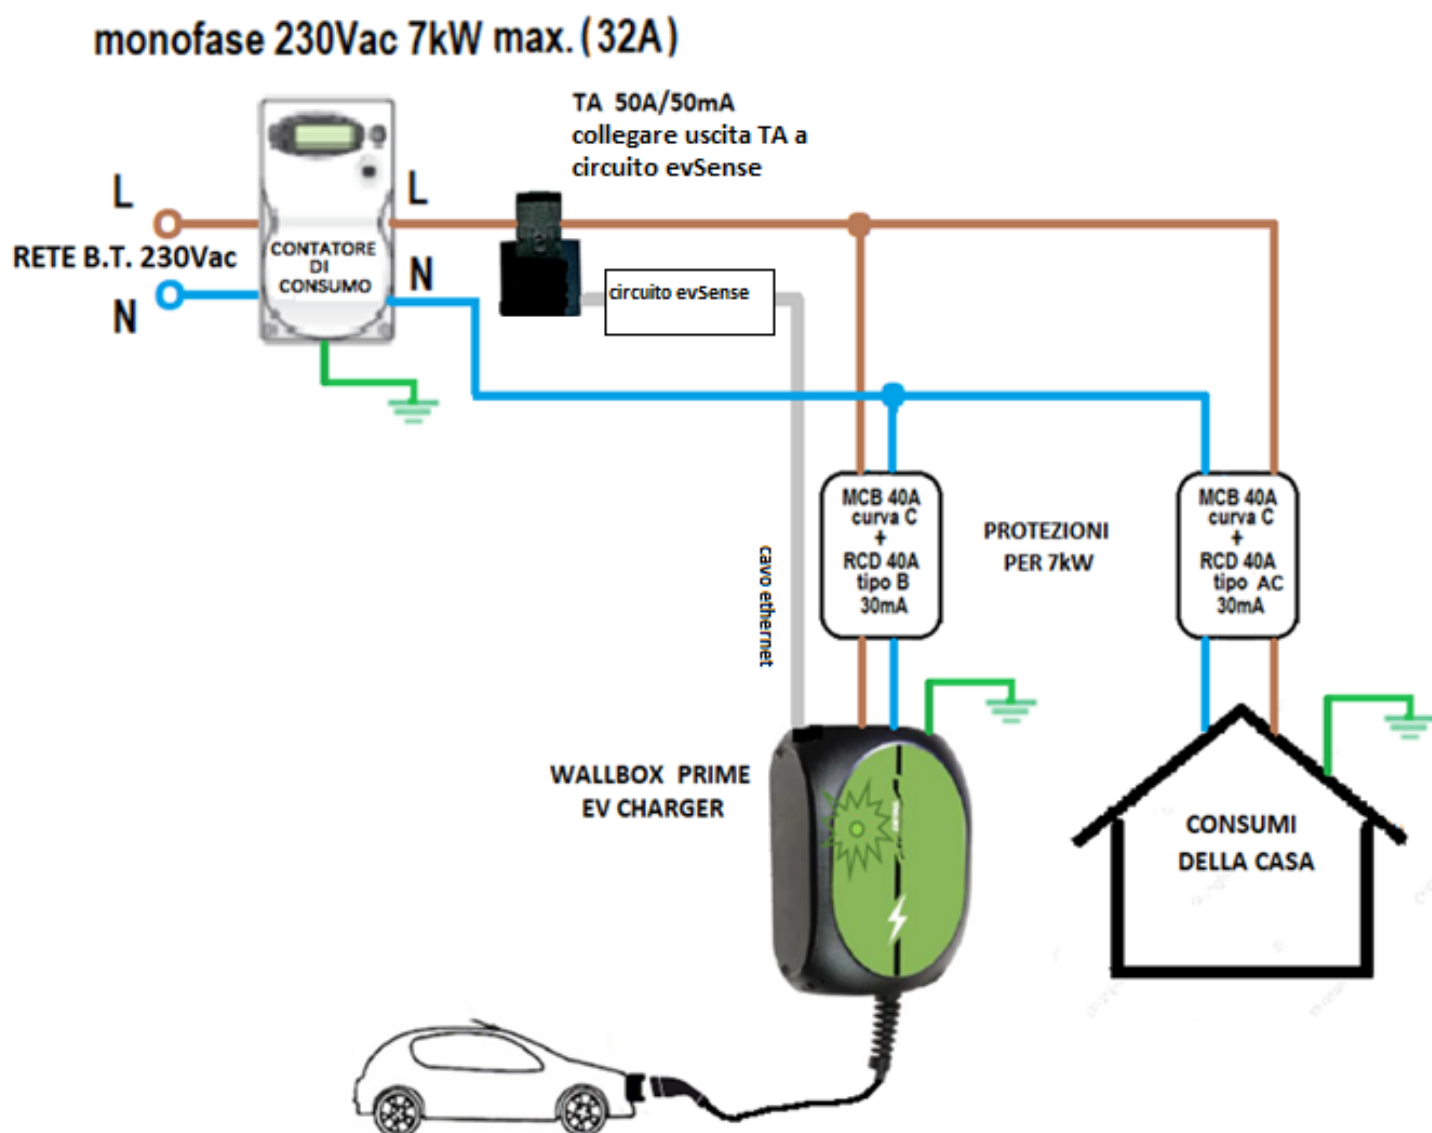 monofase 230Vac 7kW max. (32A)
TA 50A/50mA
collegare uscita TA a
circuito evSense
L
L
RETE B.T. 230Vac
CONTATORE
DI
CONSUMO
N
N
circuito evSense
cavo ethernet
MCB 40A
curva C
+
RCD 40A
tipo B
30mA
PROTEZIONI
PER 7kW
MCB 40A
curva C
+
RCD 40A
tipo AC
30mA
WALLBOX PRIME
EV CHARGER
CONSUMI
DELLA CASA